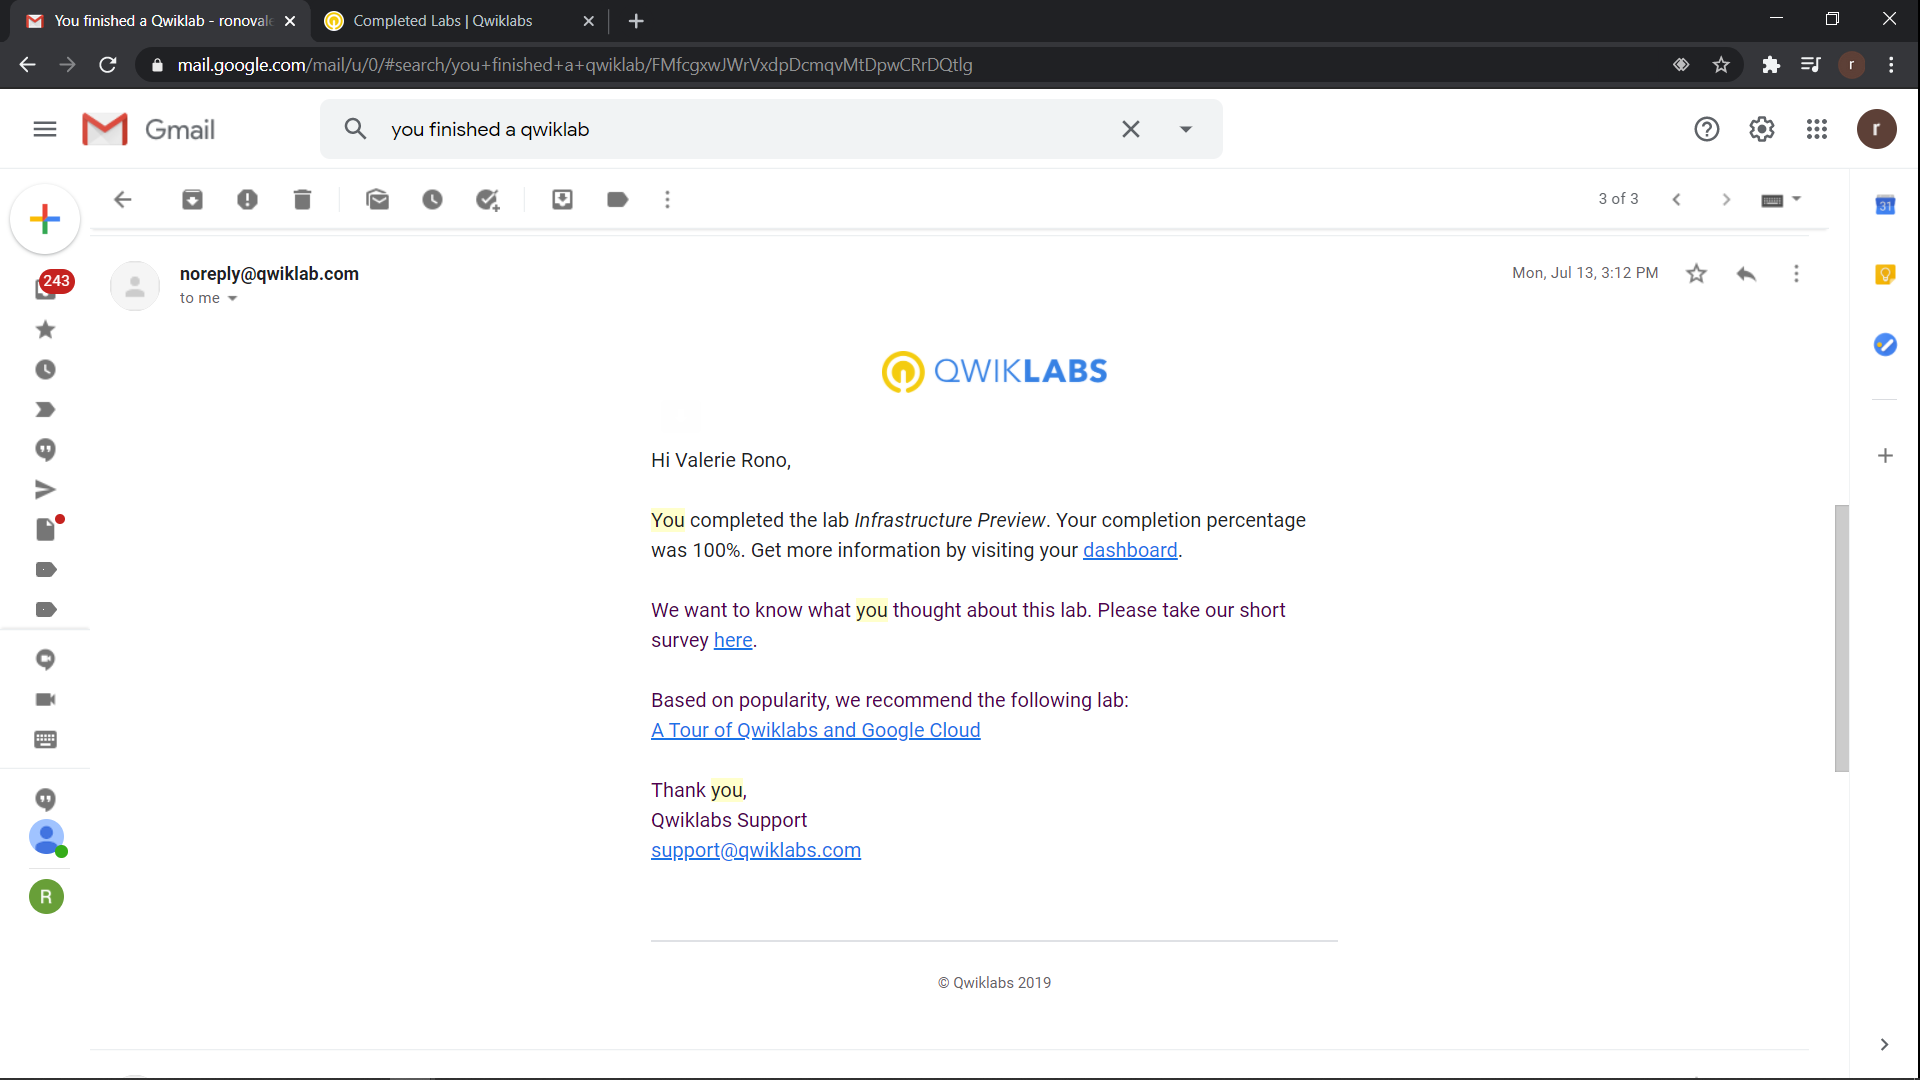 You finished a Qwiklab - ronovale
Completed Labs | Qwiklabs
mail.google.com/mail/u/0/#search/you+finished+a+qwiklab/FMfcgxwJWrVxdpDcmqvMtDpwCRrDQtlg
r
Gmail
you finished a qwiklab
r
3 of 3
31
243
noreply@qwiklab.com
Mon, Jul 13, 3:12 PM
to me
QWIKLABS
Hi Valerie Rono,
You completed the lab Infrastructure Preview. Your completion percentage
was 100%. Get more information by visiting your dashboard.
We want to know what you thought about this lab. Please take our short
survey here.
Based on popularity, we recommend the following lab:
A Tour of Qwiklabs and Google Cloud
Thank you,
Qwiklabs Support
support@qwiklabs.com
R
© Qwiklabs 2019